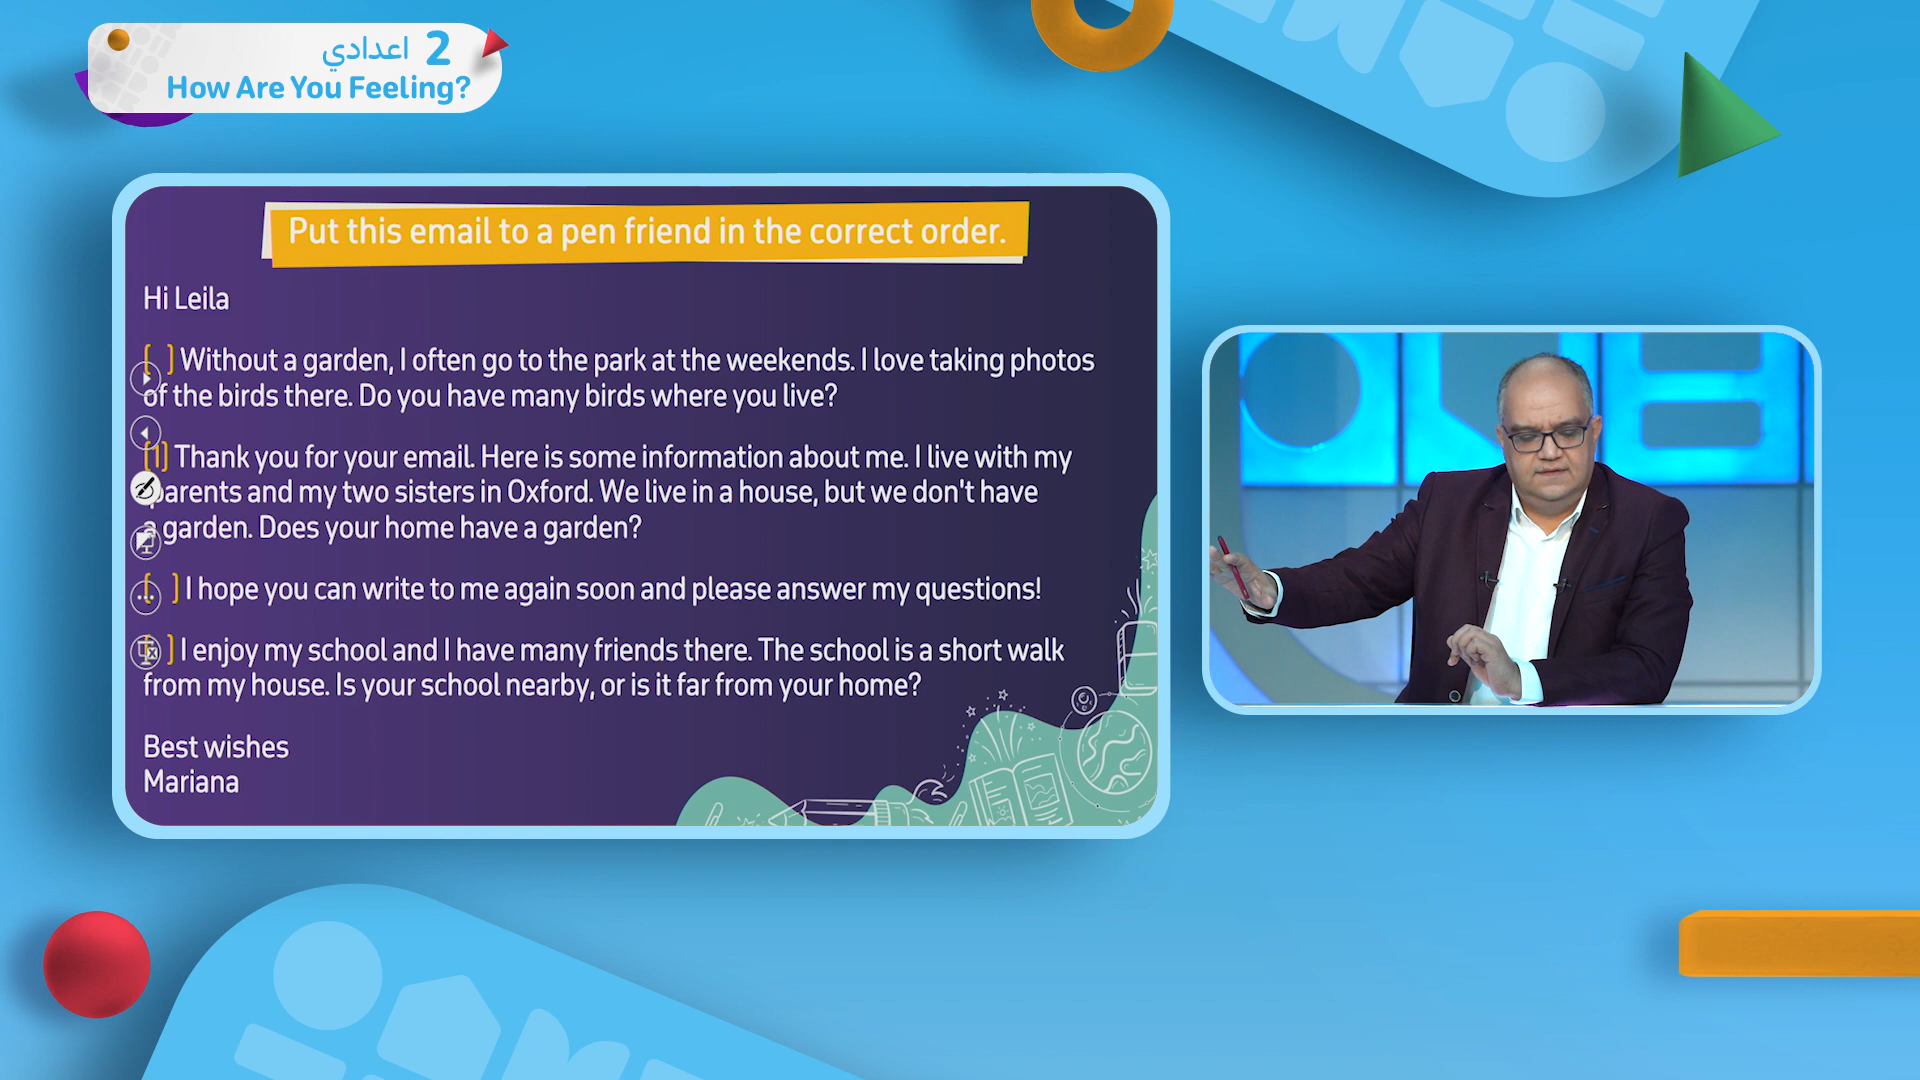 2 اعدادي
How Are You Feeling?
Put this email to a pen friend in the correct order.
Hi Leila
[ ] Without a garden, I often go to the park at the weekends. I love taking photos
of the birds there. Do you have many birds where you live?
[1] Thank you for your email. Here is some information about me. I live with my
parents and my two sisters in Oxford. We live in a house, but we don't have
a garden. Does your home have a garden?
[ ] I hope you can write to me again soon and please answer my questions!
[ ] I enjoy my school and I have many friends there. The school is a short walk
from my house. Is your school nearby, or is it far from your home?
Best wishes
Mariana